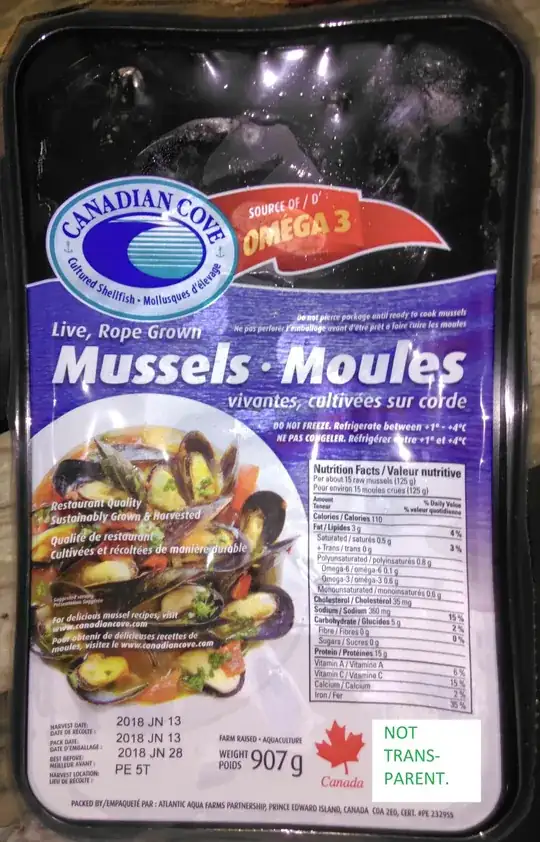 CANADIAN COVE
Cultured Shellfish • Mollusques d'élevage
SOURCE OF / D'
OMÉGA 3
Do not pierce package until ready to cook mussels
Ne pas perforer l'emballage avant d'être prêt à faire cuire les moules
Live, Rope Grown
Mussels • Moules
vivantes, cultivées sur corde
DO NOT FREEZE. Refrigerate between +1° - +4°C
NE PAS CONGELER. Réfrigérer entre +1° et +4°C
Restaurant Quality
Sustainably Grown & Harvested
Qualité de restaurant
Cultivées et récoltées de manière durable
Suggested serving
Présentation Suggérée
For delicious mussel recipes, visit
www.canadiancove.com
Pour obtenir de délicieuses recettes de
moules, visitez le www.canadiancove.com
Nutrition Facts / Valeur nutritive
Per about 15 raw mussels (125 g)
Pour environ 15 moules crues (125 g)
Amount % Daily Value
Teneur % valeur quotidienne
Calories / Calories 110
Fat / Lipides 3 g 4 %
Saturated / saturés 0.5 g
+ Trans / trans 0 g 3 %
Polyunsaturated / polyinsaturés 0.8 g
Omega-6 / oméga-6 0.1 g
Omega-3 / oméga-3 0.6 g
Monounsaturated / monoinsaturés 0.6 g
Cholesterol / Cholestérol 35 mg
Sodium / Sodium 360 mg 15 %
Carbohydrate / Glucides 5 g 2 %
Fibre / Fibres 0 g 0 %
Sugars / Sucres 0 g
Protein / Protéines 15 g
Vitamin A / Vitamine A 6 %
Vitamin C / Vitamine C 15 %
Calcium / Calcium 2 %
Iron / Fer 35 %
HARVEST DATE: 2018 JN 13
DATE DE RÉCOLTE :
PACK DATE: 2018 JN 13
DATE D'EMBALLAGE :
BEST BEFORE: 2018 JN 28
MEILLEUR AVANT :
HARVEST LOCATION: PE 5T
LIEU DE RÉCOLTE :
FARM RAISED • AQUACULTURE
WEIGHT
POIDS 907 g
Canada
NOT
TRANS-
PARENT.
PACKED BY/EMPAQUETÉ PAR : ATLANTIC AQUA FARMS PARTNERSHIP, PRINCE EDWARD ISLAND, CANADA C0A 2E0, CERT. #PE 232955